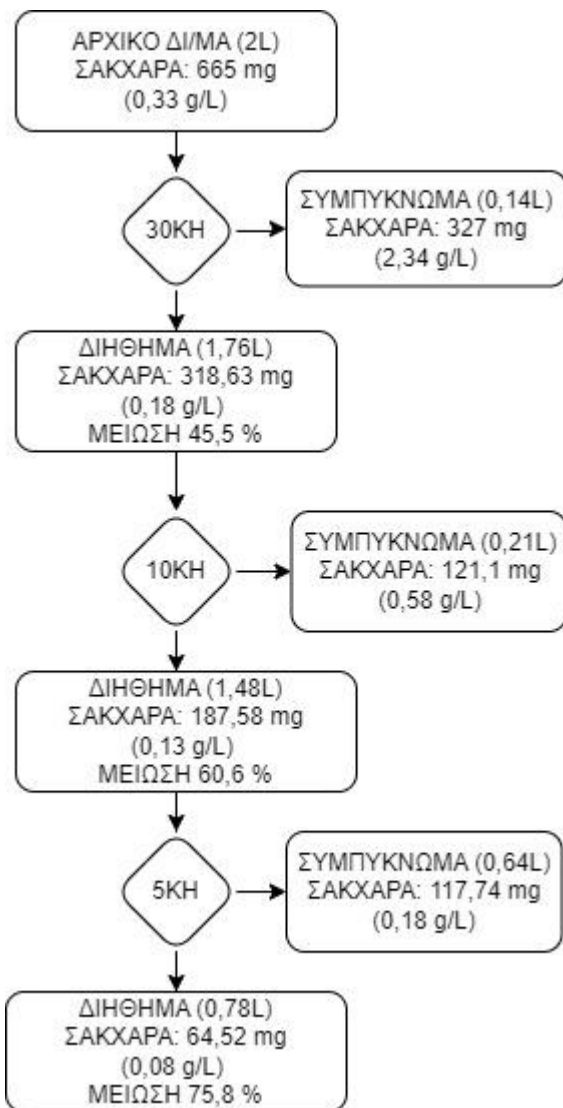 ΑΡΧΙΚΟ ΔΙ/ΜΑ (2L)
ΣΑΚΧΑΡΑ: 665 mg
(0,33 g/L)
30KH
ΣΥΜΠΥΚΝΩΜΑ (0,14L)
ΣΑΚΧΑΡΑ: 327 mg
(2,34 g/L)
ΔΙΗΘΗΜΑ (1,76L)
ΣΑΚΧΑΡΑ: 318,63 mg
(0,18 g/L)
ΜΕΙΩΣΗ 45,5 %
10KH
ΣΥΜΠΥΚΝΩΜΑ (0,21L)
ΣΑΚΧΑΡΑ: 121,1 mg
(0,58 g/L)
ΔΙΗΘΗΜΑ (1,48L)
ΣΑΚΧΑΡΑ: 187,58 mg
(0,13 g/L)
ΜΕΙΩΣΗ 60,6 %
5KH
ΣΥΜΠΥΚΝΩΜΑ (0,64L)
ΣΑΚΧΑΡΑ: 117,74 mg
(0,18 g/L)
ΔΙΗΘΗΜΑ (0,78L)
ΣΑΚΧΑΡΑ: 64,52 mg
(0,08 g/L)
ΜΕΙΩΣΗ 75,8 %